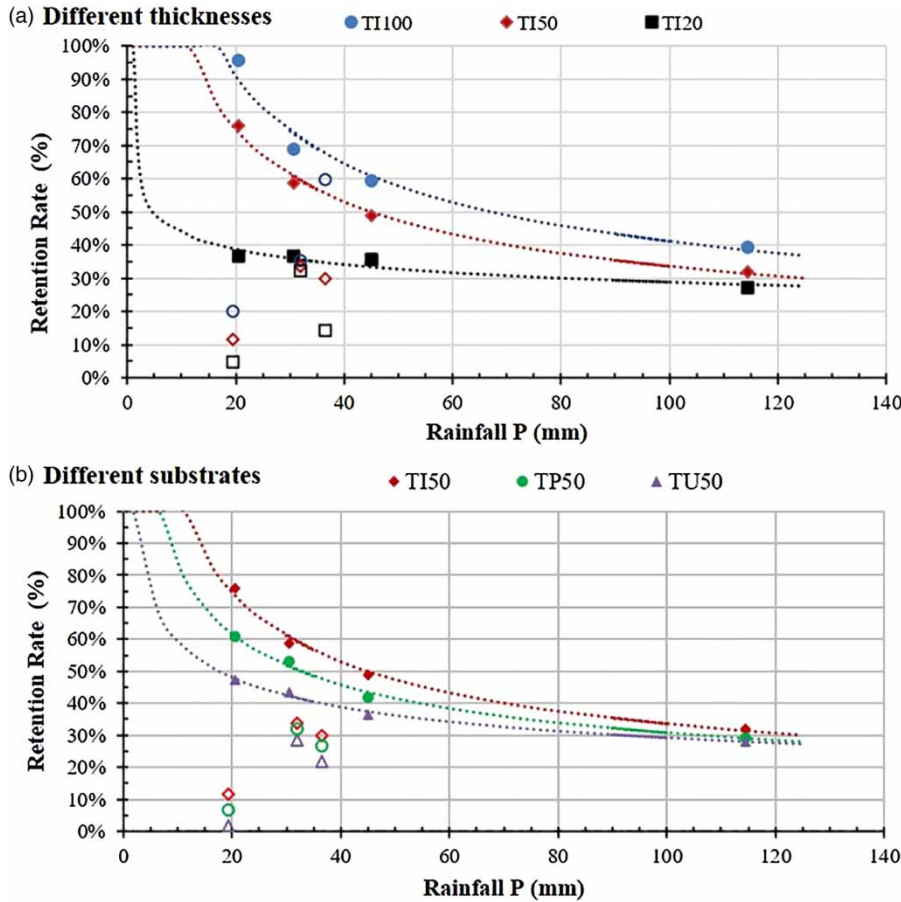 (a) Different thicknesses
TI100 TI50 TI20
100%
90%
80%
70%
60%
50%
40%
30%
20%
10%
0%
Retention Rate (%)
0 20 40 60 80 100 120 140
Rainfall P (mm)
(b) Different substrates
TI50 TP50 TU50
100%
90%
80%
70%
60%
50%
40%
30%
20%
10%
0%
Retention Rate (%)
0 20 40 60 80 100 120 140
Rainfall P (mm)